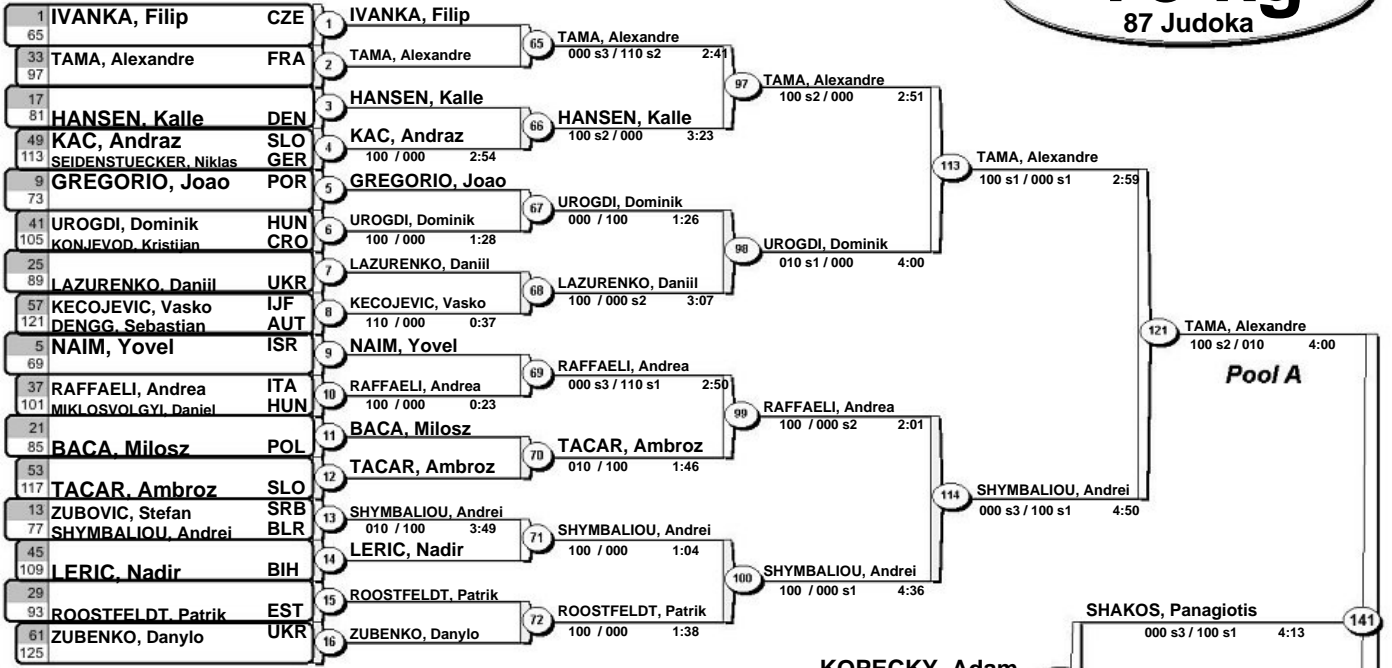 87 Judoka
1 IVANKA, Filip CZE
65
33 TAMA, Alexandre FRA
97
17
81 HANSEN, Kalle DEN
49 KAC, Andraz SLO
113 SEIDENSTUECKER, Niklas GER
9 GREGORIO, Joao POR
73
41 UROGDI, Dominik HUN
105 KONJEVOD, Kristijan CRO
25
89 LAZURENKO, Daniil UKR
57 KECOJEVIC, Vasko IJF
121 DENGG, Sebastian AUT
5 NAIM, Yovel ISR
69
37 RAFFAELI, Andrea ITA
101 MIKLOSVOLGYI, Daniel HUN
21
85 BACA, Milosz POL
53
117 TACAR, Ambroz SLO
13 ZUBOVIC, Stefan SRB
77 SHYMBALIOU, Andrei BLR
45
109 LERIC, Nadir BIH
29
93 ROOSTFELDT, Patrik EST
61 ZUBENKO, Danylo UKR
125
1 IVANKA, Filip
2 TAMA, Alexandre
3 HANSEN, Kalle
4 KAC, Andraz
100 / 000 2:54
5 GREGORIO, Joao
6 UROGDI, Dominik
100 / 000 1:28
7 LAZURENKO, Daniil
8 KECOJEVIC, Vasko
110 / 000 0:37
9 NAIM, Yovel
10 RAFFAELI, Andrea
100 / 000 0:23
11 BACA, Milosz
12 TACAR, Ambroz
13 SHYMBALIOU, Andrei
010 / 100 3:49
14 LERIC, Nadir
15 ROOSTFELDT, Patrik
16 ZUBENKO, Danylo
65 TAMA, Alexandre
000 s3 / 110 s2 2:41
66 HANSEN, Kalle
100 s2 / 000 3:23
67 UROGDI, Dominik
000 / 100 1:26
68 LAZURENKO, Daniil
100 / 000 s2 3:07
69 RAFFAELI, Andrea
000 s3 / 110 s1 2:50
70 TACAR, Ambroz
010 / 100 1:46
71 SHYMBALIOU, Andrei
100 / 000 1:04
72 ROOSTFELDT, Patrik
100 / 000 1:38
97 TAMA, Alexandre
100 s2 / 000 2:51
98 UROGDI, Dominik
010 s1 / 000 4:00
99 RAFFAELI, Andrea
100 / 000 s2 2:01
100 SHYMBALIOU, Andrei
100 / 000 s1 4:36
113 TAMA, Alexandre
100 s1 / 000 s1 2:59
114 SHYMBALIOU, Andrei
000 s3 / 100 s1 4:50
121 TAMA, Alexandre
100 s2 / 010 4:00
Pool A
SHAKOS, Panagiotis 141
000 s3 / 100 s1 4:13
KOPECKY, Adam